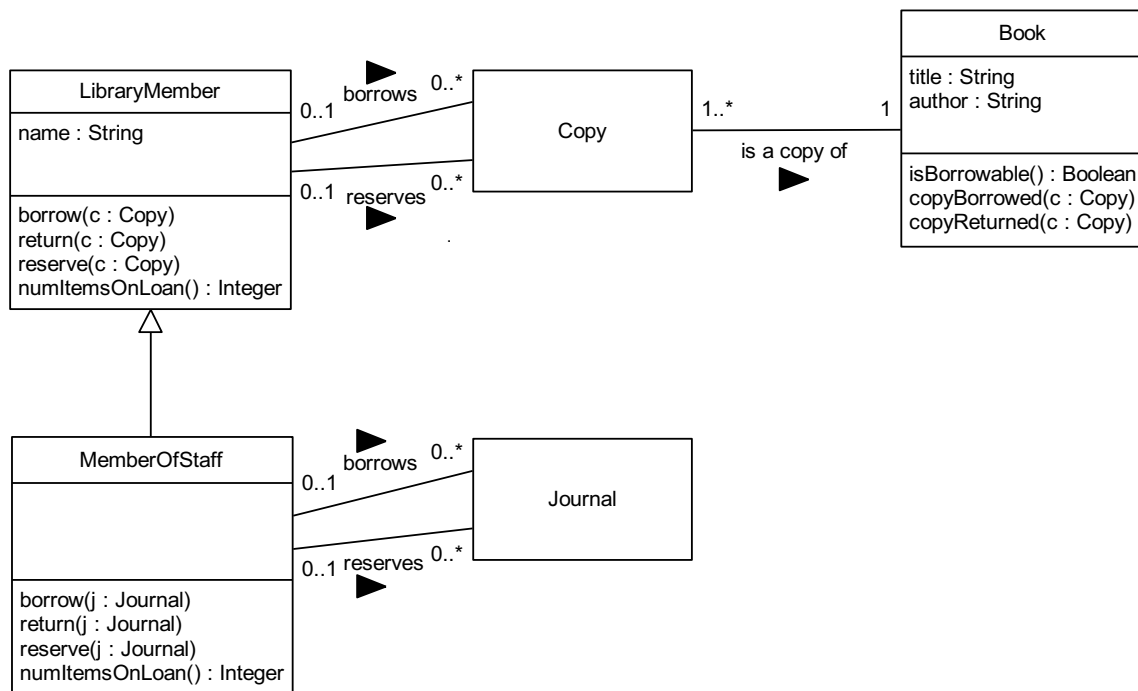 Book
title : String
author : String
isBorrowable() : Boolean
copyBorrowed(c : Copy)
copyReturned(c : Copy)
LibraryMember
name : String
borrow(c : Copy)
return(c : Copy)
reserve(c : Copy)
numItemsOnLoan() : Integer
0..1
borrows
0..*
0..1
reserves
0..*
Copy
1..*
1
is a copy of
MemberOfStaff
borrow(j : Journal)
return(j : Journal)
reserve(j : Journal)
numItemsOnLoan() : Integer
0..1
borrows
0..*
0..1
reserves
0..*
Journal